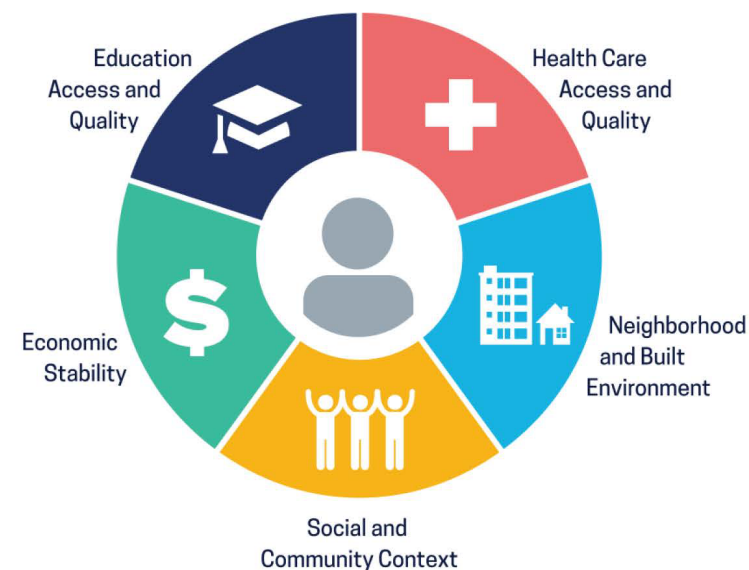 Education
Access and
Quality
Health Care
Access and
Quality
Economic
Stability
Neighborhood
and Built
Environment
Social and
Community Context